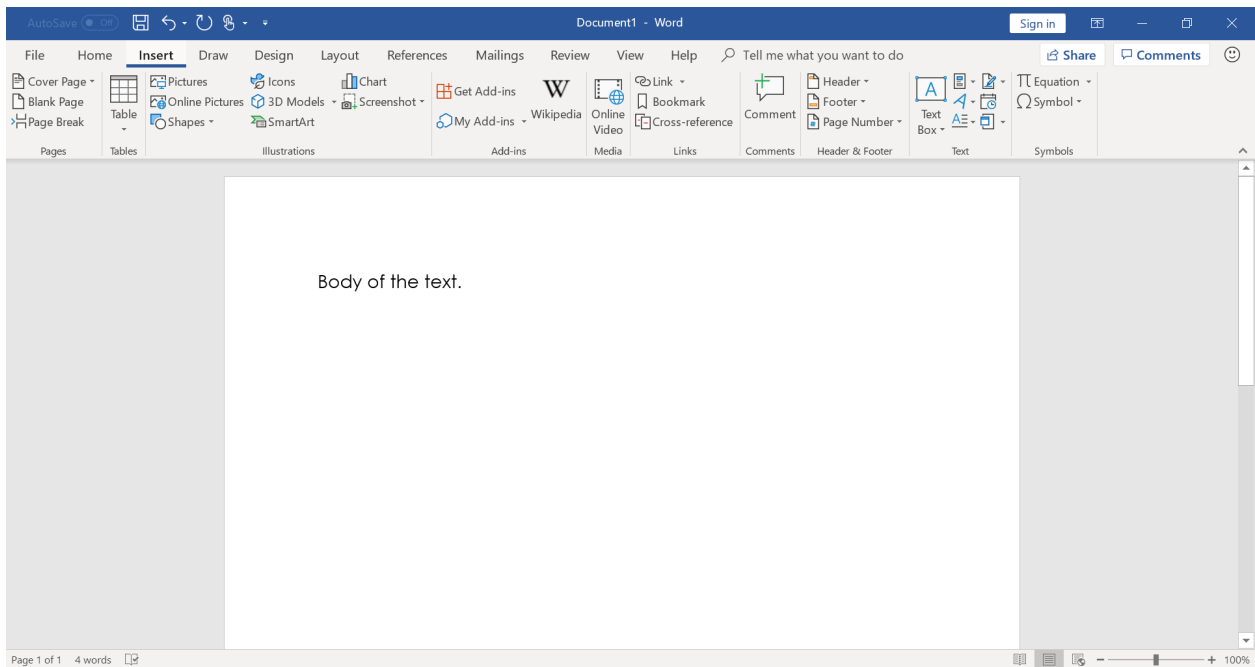 AutoSave Off Document1 - Word Sign in
File Home Insert Draw Design Layout References Mailings Review View Help Tell me what you want to do Share Comments
Cover Page
Blank Page
Page Break
Pages
Table
Tables
Pictures
Online Pictures
Shapes
Icons
3D Models
SmartArt
Chart
Screenshot
Illustrations
Get Add-ins
My Add-ins
W
Wikipedia
Add-ins
Online
Video
Media
Link
Bookmark
Cross-reference
Links
Comment
Comments
Header
Footer
Page Number
Header & Footer
A
Text
Box
Text
Equation
Symbol
Symbols
Body of the text.
Page 1 of 1 4 words 100%